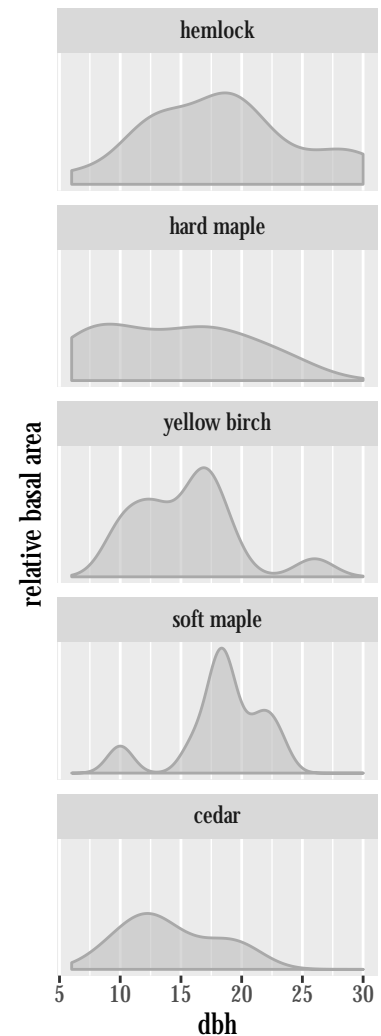 hemlock
hard maple
yellow birch
soft maple
cedar
relative basal area
5 10 15 20 25 30
dbh